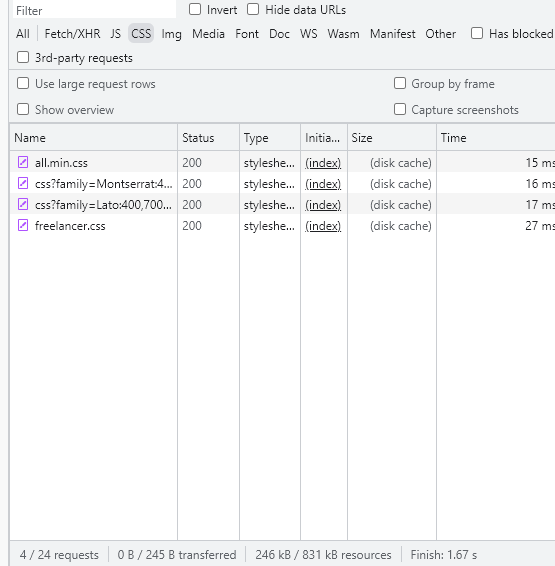 Filter Invert Hide data URLs
All Fetch/XHR JS CSS Img Media Font Doc WS Wasm Manifest Other Has blocked
3rd-party requests
Use large request rows Group by frame
Show overview Capture screenshots
Name Status Type Initia... Size Time
all.min.css 200 styleshe... (index) (disk cache) 15 ms
css?family=Montserrat:4... 200 styleshe... (index) (disk cache) 16 ms
css?family=Lato:400,700... 200 styleshe... (index) (disk cache) 17 ms
freelancer.css 200 styleshe... (index) (disk cache) 27 ms
4 / 24 requests 0 B / 245 B transferred 246 kB / 831 kB resources Finish: 1.67 s